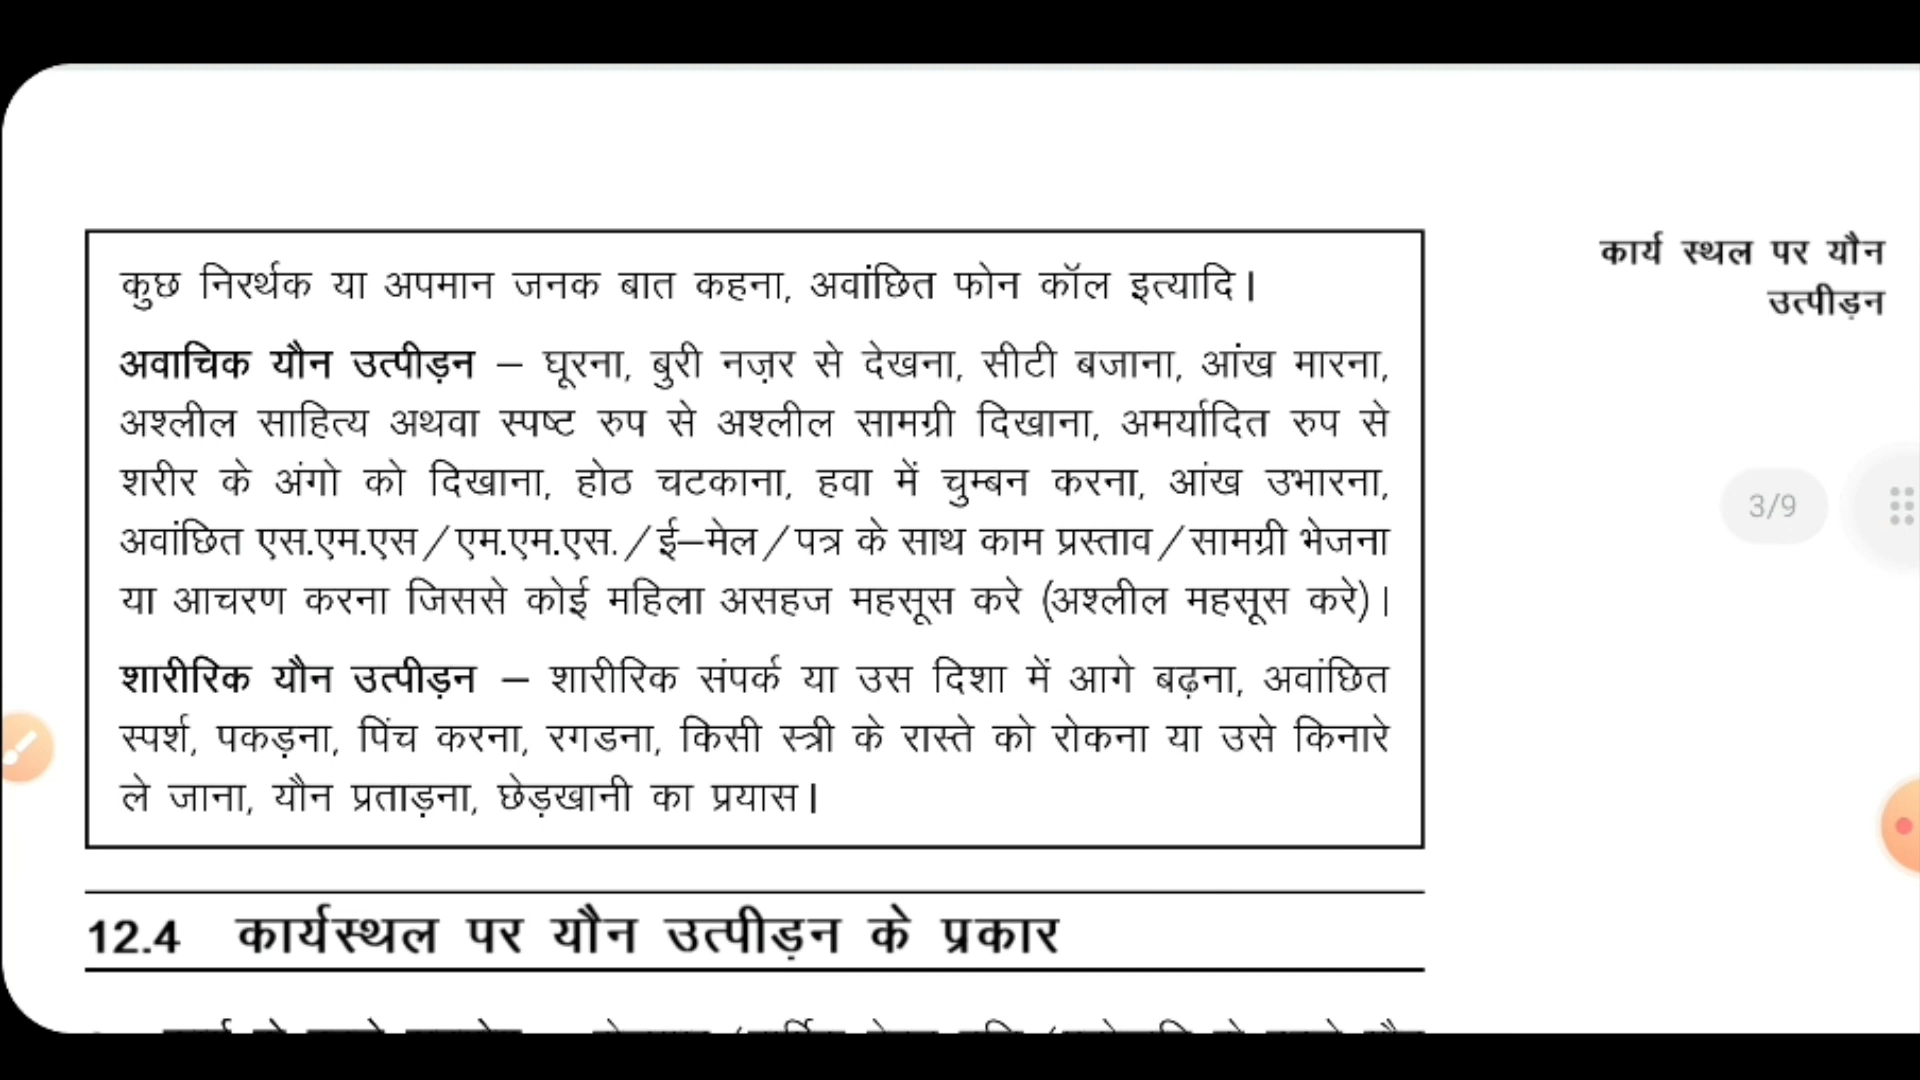 कुछ निरर्थक या अपमान जनक बात कहना, अवांछित फोन कॉल इत्यादि।
अवाचिक यौन उत्पीड़न – घूरना, बुरी नज़र से देखना, सीटी बजाना, आंख मारना,
अश्लील साहित्य अथवा स्पष्ट रुप से अश्लील सामग्री दिखाना, अमर्यादित रुप से
शरीर के अंगो को दिखाना, होठ चटकाना, हवा में चुम्बन करना, आंख उभारना,
अवांछित एस.एम.एस/एम.एम.एस./ई–मेल/पत्र के साथ काम प्रस्ताव/सामग्री भेजना
या आचरण करना जिससे कोई महिला असहज महसूस करे (अश्लील महसूस करे)।
शारीरिक यौन उत्पीड़न – शारीरिक संपर्क या उस दिशा में आगे बढ़ना, अवांछित
स्पर्श, पकड़ना, पिंच करना, रगडना, किसी स्त्री के रास्ते को रोकना या उसे किनारे
ले जाना, यौन प्रताड़ना, छेड़खानी का प्रयास।
कार्य स्थल पर यौन
उत्पीड़न
3/9
12.4 कार्यस्थल पर यौन उत्पीड़न के प्रकार